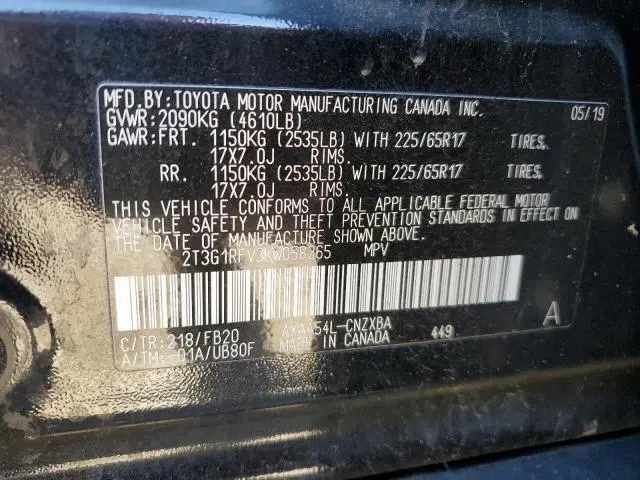 MFD.BY:TOYOTA MOTOR MANUFACTURING CANADA INC. 05/19
GVWR:2090KG (4610LB)
GAWR:FRT. 1150KG (2535LB) WITH 225/65R17 TIRES,
17X7.0J RIMS.
RR. 1150KG (2535LB) WITH 225/65R17 TIRES,
17X7.0J RIMS.
THIS VEHICLE CONFORMS TO ALL APPLICABLE FEDERAL MOTOR
VEHICLE SAFETY AND THEFT PREVENTION STANDARDS IN EFFECT ON
THE DATE OF MANUFACTURE SHOWN ABOVE.
2T3G1RFV3KW058265 MPV
C/TR:218/FB20 AXAA54L-CNZXBA A
A/TM:-01A/UB80F MADE IN CANADA 449